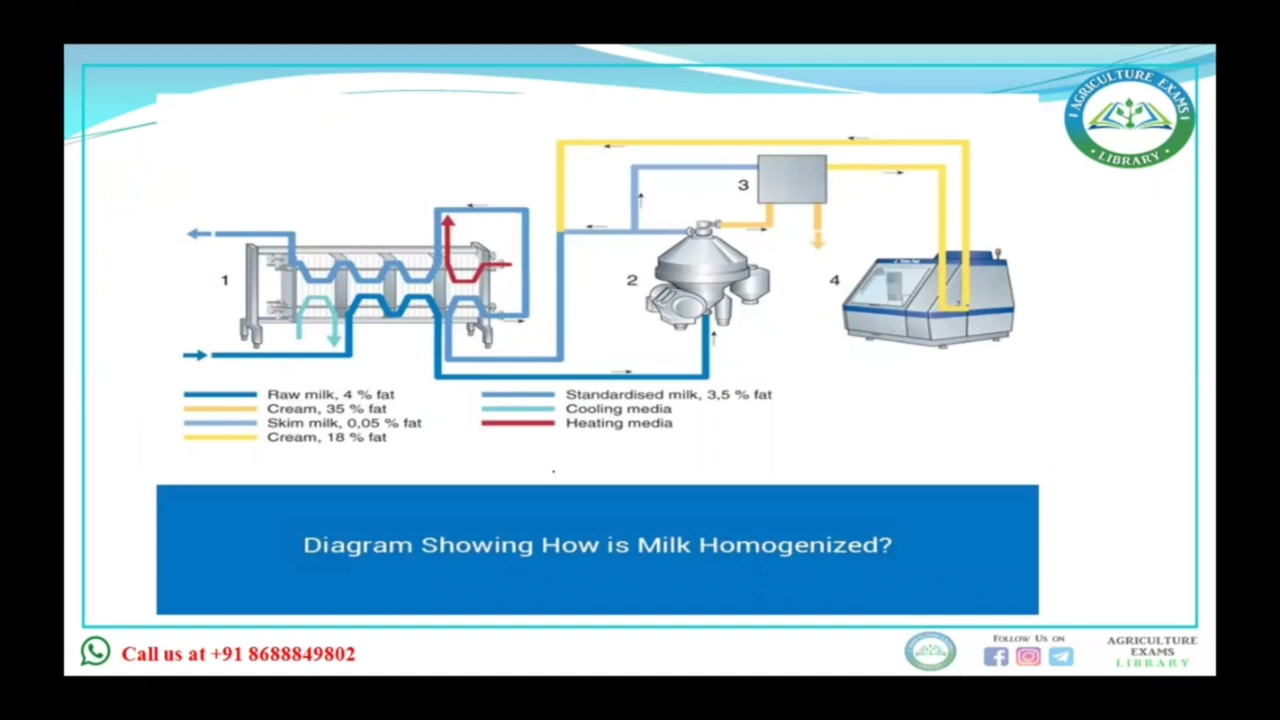 AGRICULTURE EXAMS
LIBRARY
1
2
3
4
Raw milk, 4 % fat
Cream, 35 % fat
Skim milk, 0,05 % fat
Cream, 18 % fat
Standardised milk, 3,5 % fat
Cooling media
Heating media
Diagram Showing How is Milk Homogenized?
Call us at +91 8688849802
Follow Us on
AGRICULTURE
EXAMS
LIBRARY